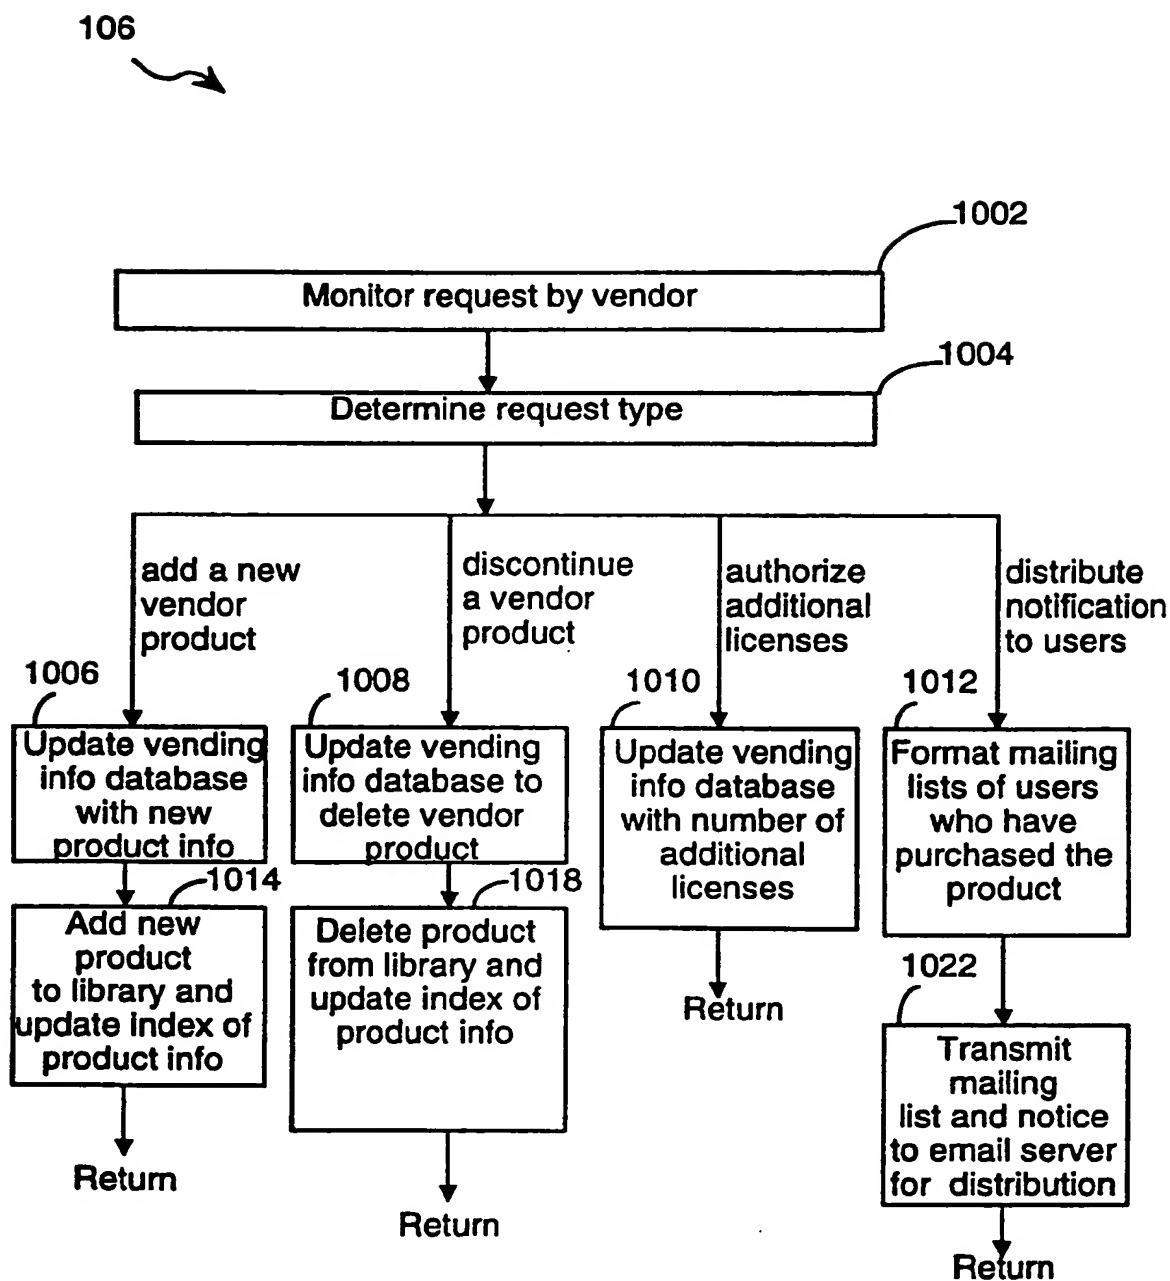 106
1002
Monitor request by vendor
1004
Determine request type
add a new
vendor
product
discontinue
a vendor
product
authorize
additional
licenses
distribute
notification
to users
1006
Update vending
info database
with new
product info
1008
Update vending
info database to
delete vendor
product
1010
Update vending
info database
with number of
additional
licenses
1012
Format mailing
lists of users
who have
purchased the
product
1014
Add new
product
to library and
update index of
product info
1018
Delete product
from library and
update index of
product info
1022
Transmit
mailing
list and notice
to email server
for distribution
Return
Return
Return
Return